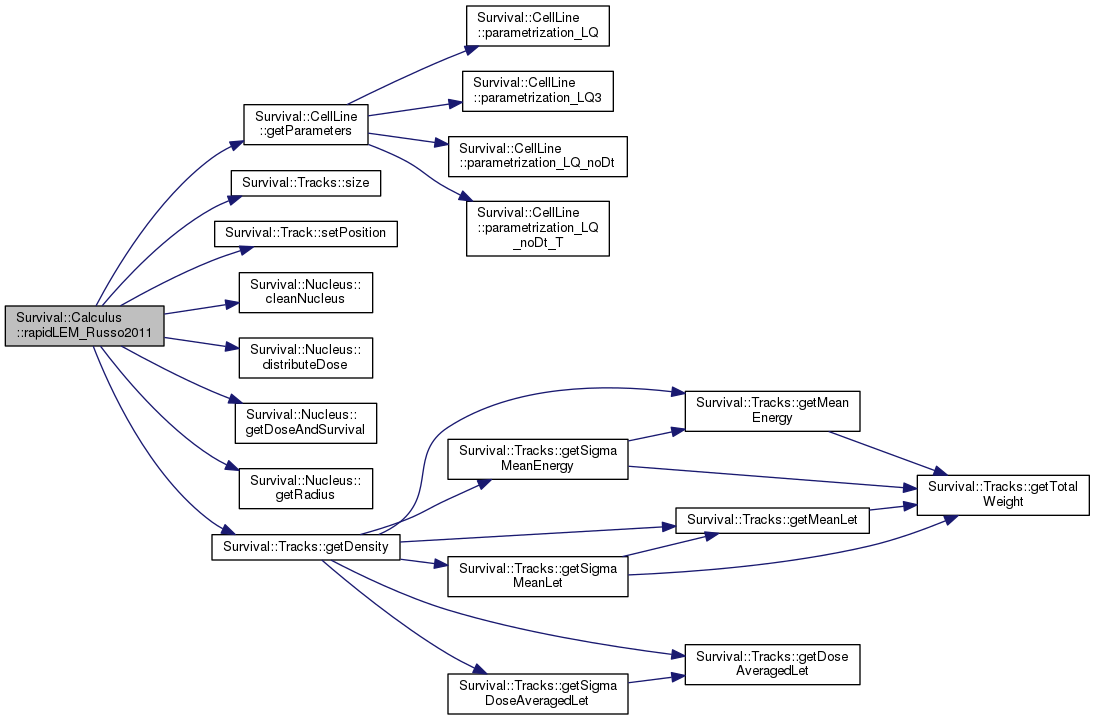 Survival::Calculus
::rapidLEM_Russo2011
Survival::CellLine
::getParameters
Survival::Tracks::size
Survival::Track::setPosition
Survival::Nucleus::
cleanNucleus
Survival::Nucleus::
distributeDose
Survival::Nucleus::
getDoseAndSurvival
Survival::Nucleus::
getRadius
Survival::Tracks::getDensity
Survival::CellLine
::parametrization_LQ
Survival::CellLine
::parametrization_LQ3
Survival::CellLine
::parametrization_LQ_noDt
Survival::CellLine
::parametrization_LQ
_noDt_T
Survival::Tracks::getSigma
MeanEnergy
Survival::Tracks::getSigma
MeanLet
Survival::Tracks::getSigma
DoseAveragedLet
Survival::Tracks::getMean
Energy
Survival::Tracks::getMeanLet
Survival::Tracks::getDose
AveragedLet
Survival::Tracks::getTotal
Weight